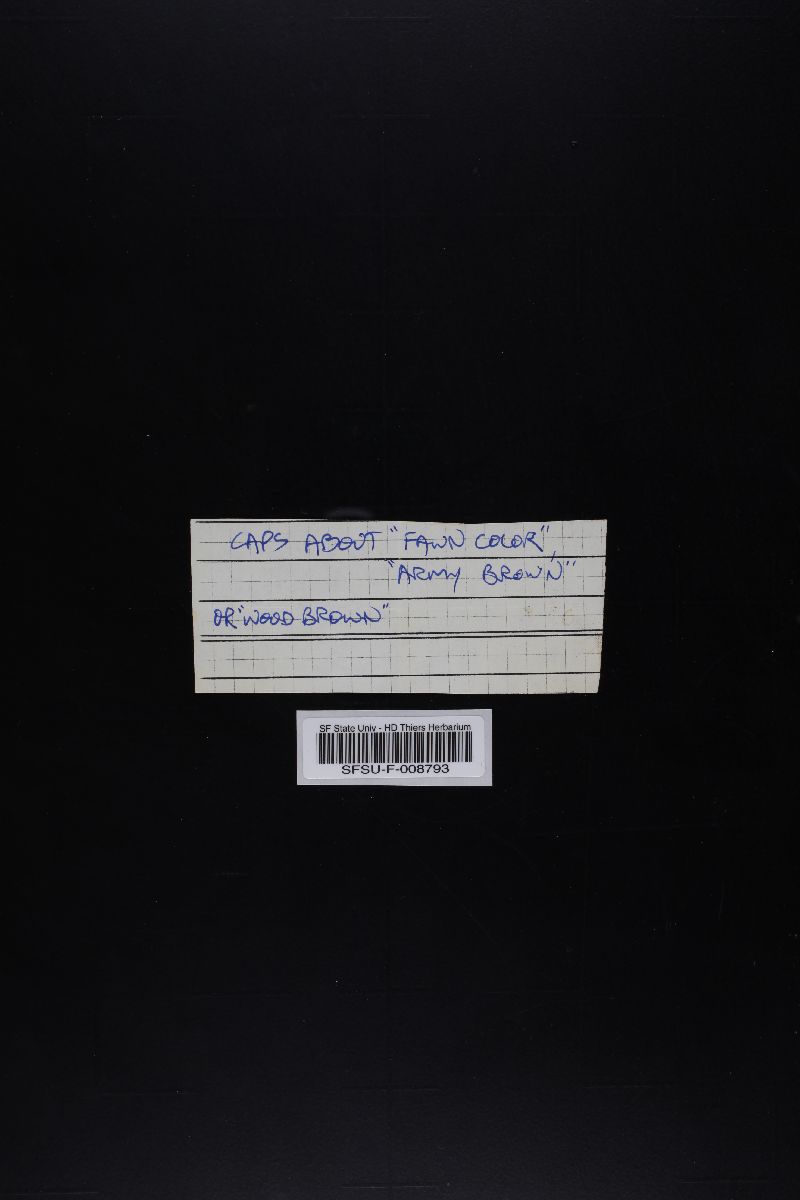 CAPS ABOUT "FAWN COLOR",
"ARMY BROWN"
OR "WOOD BROWN"
SF State Univ - HD Thiers Herbarium
SFSU-F-008793